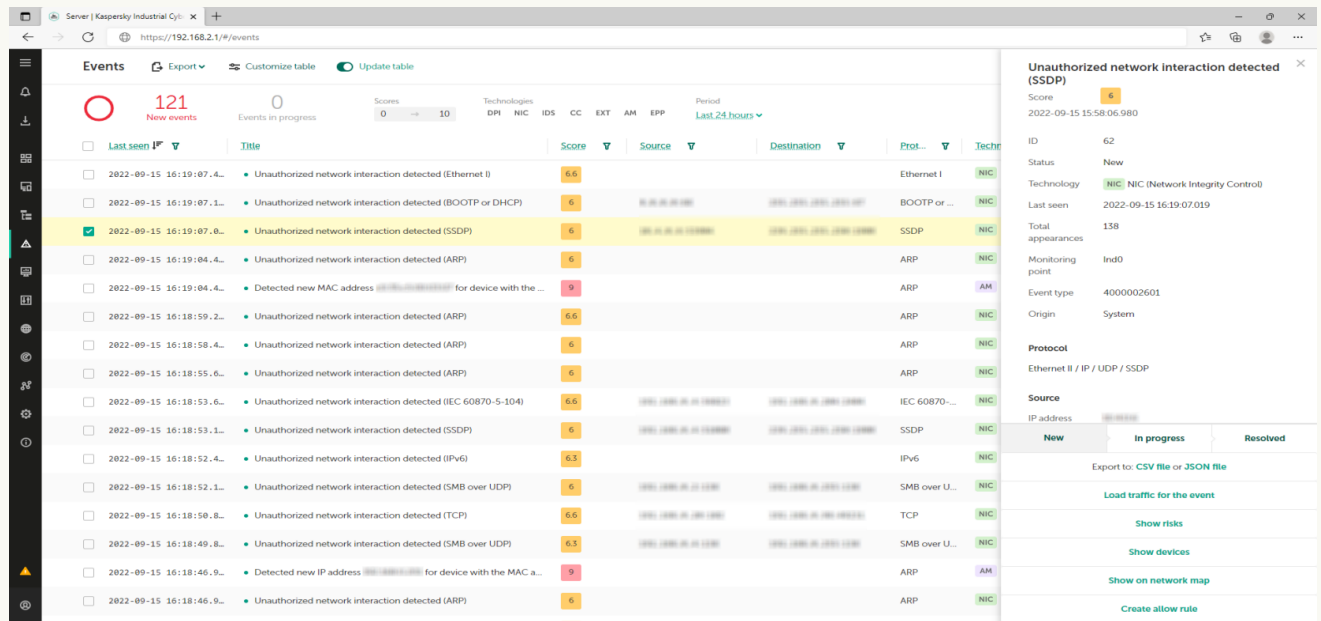 Server | Kaspersky Industrial Cyb
https://192.168.2.1/#/events
Events Export Customize table Update table
121 New events
0 Events in progress
Scores 0 → 10
Technologies DPI NIC IDS CC EXT AM EPP
Period Last 24 hours
Last seen Title Score Source Destination Prot... Techn
2022-09-15 16:19:07.4... Unauthorized network interaction detected (Ethernet I) 6.6 Ethernet I NIC
2022-09-15 16:19:07.1... Unauthorized network interaction detected (BOOTP or DHCP) 6 BOOTP or ... NIC
2022-09-15 16:19:07.0... Unauthorized network interaction detected (SSDP) 6 SSDP NIC
2022-09-15 16:19:04.4... Unauthorized network interaction detected (ARP) 6 ARP NIC
2022-09-15 16:19:04.4... Detected new MAC address for device with the ... 9 ARP AM
2022-09-15 16:18:59.2... Unauthorized network interaction detected (ARP) 6.6 ARP NIC
2022-09-15 16:18:58.4... Unauthorized network interaction detected (ARP) 6 ARP NIC
2022-09-15 16:18:55.6... Unauthorized network interaction detected (ARP) 6 ARP NIC
2022-09-15 16:18:53.6... Unauthorized network interaction detected (IEC 60870-5-104) 6.6 IEC 60870-... NIC
2022-09-15 16:18:53.1... Unauthorized network interaction detected (SSDP) 6 SSDP NIC
2022-09-15 16:18:52.4... Unauthorized network interaction detected (IPv6) 6.3 IPv6 NIC
2022-09-15 16:18:52.1... Unauthorized network interaction detected (SMB over UDP) 6 SMB over U... NIC
2022-09-15 16:18:50.8... Unauthorized network interaction detected (TCP) 6.6 TCP NIC
2022-09-15 16:18:49.8... Unauthorized network interaction detected (SMB over UDP) 6.3 SMB over U... NIC
2022-09-15 16:18:46.9... Detected new IP address for device with the MAC a... 9 ARP AM
2022-09-15 16:18:46.9... Unauthorized network interaction detected (ARP) 6 ARP NIC
Unauthorized network interaction detected
(SSDP)
Score 6
2022-09-15 15:58:06.980
ID 62
Status New
Technology NIC NIC (Network Integrity Control)
Last seen 2022-09-15 16:19:07.019
Total appearances 138
Monitoring point Ind0
Event type 4000002601
Origin System
Protocol
Ethernet II / IP / UDP / SSDP
Source
IP address
New In progress Resolved
Export to: CSV file or JSON file
Load traffic for the event
Show risks
Show devices
Show on network map
Create allow rule